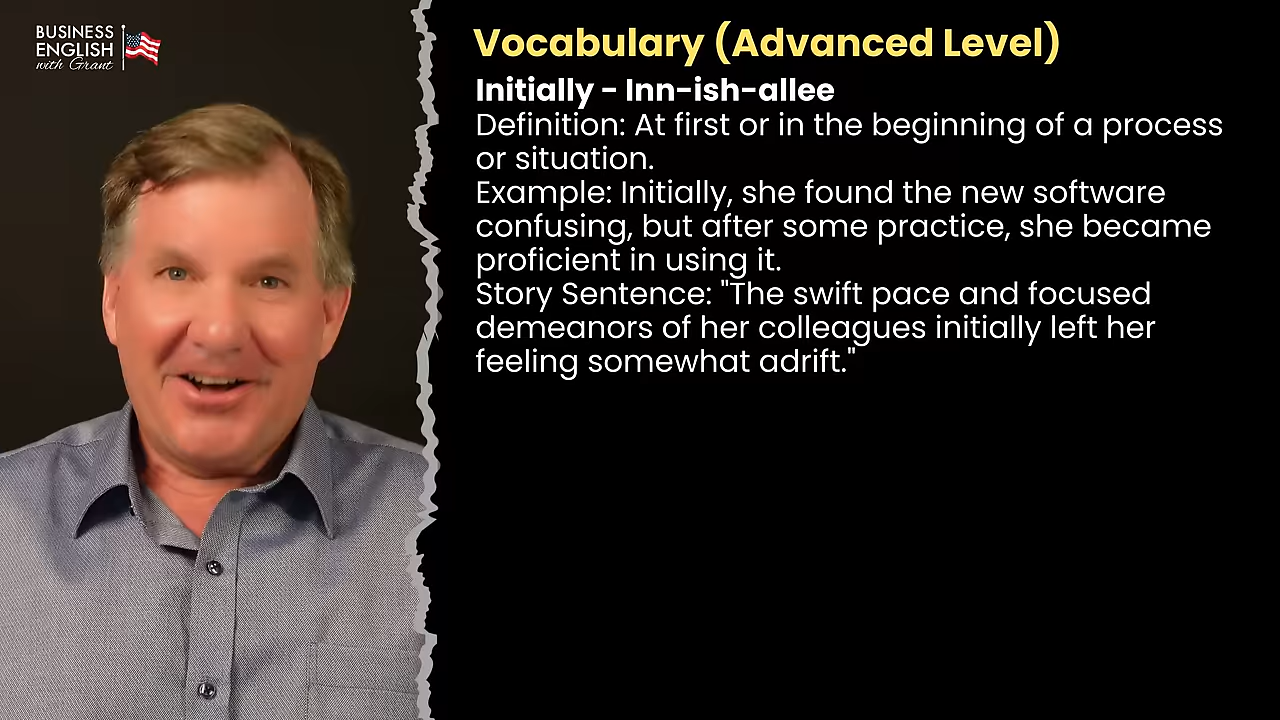 BUSINESS
ENGLISH
with Grant
Vocabulary (Advanced Level)
Initially - Inn-ish-allee
Definition: At first or in the beginning of a process
or situation.
Example: Initially, she found the new software
confusing, but after some practice, she became
proficient in using it.
Story Sentence: "The swift pace and focused
demeanors of her colleagues initially left her
feeling somewhat adrift."